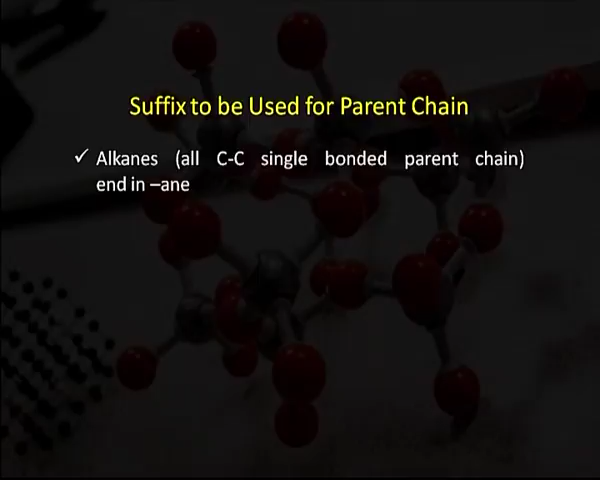 Suffix to be Used for Parent Chain
✓ Alkanes (all C-C single bonded parent chain)
end in –ane